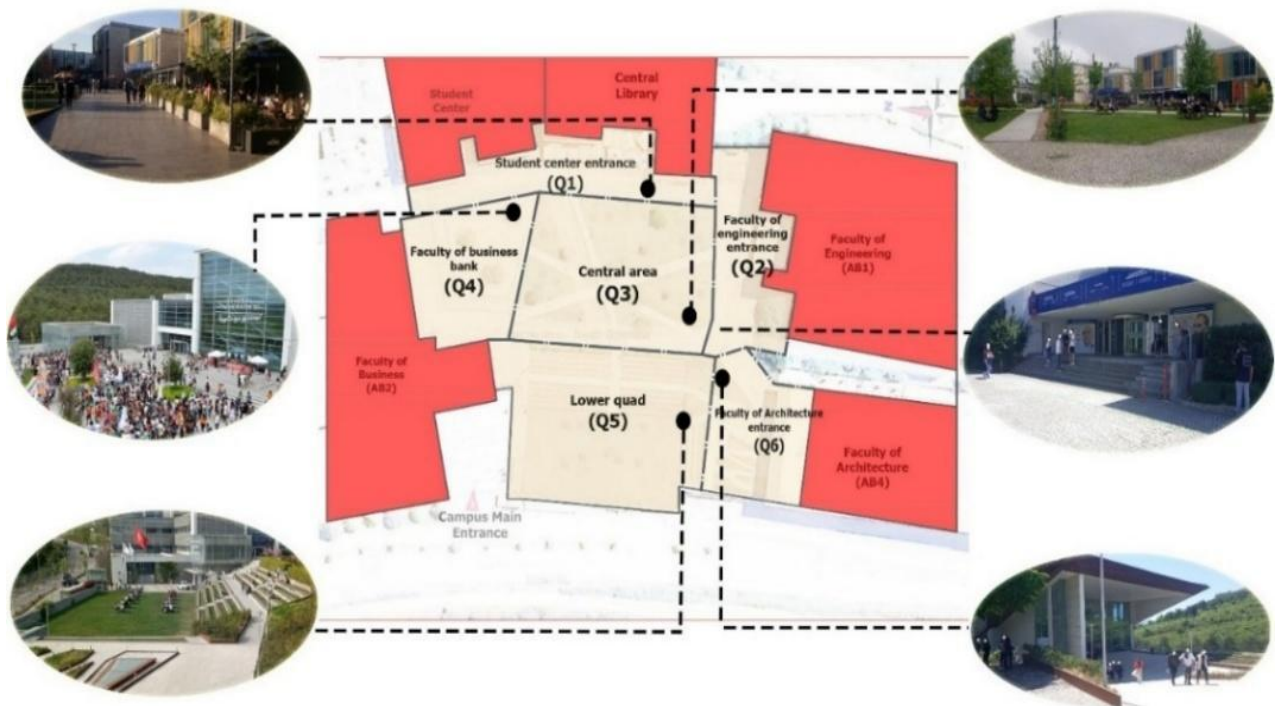 Student
Center
Central
Library
Student center entrance
(Q1)
Faculty of
engineering
entrance
(Q2)
Faculty of
Engineering
(AB1)
Faculty of business
bank
(Q4)
Central area
(Q3)
Faculty of
Business
(AB2)
Lower quad
(Q5)
Faculty of Architecture
entrance
(Q6)
Faculty of
Architecture
(AB4)
Campus Main
Entrance